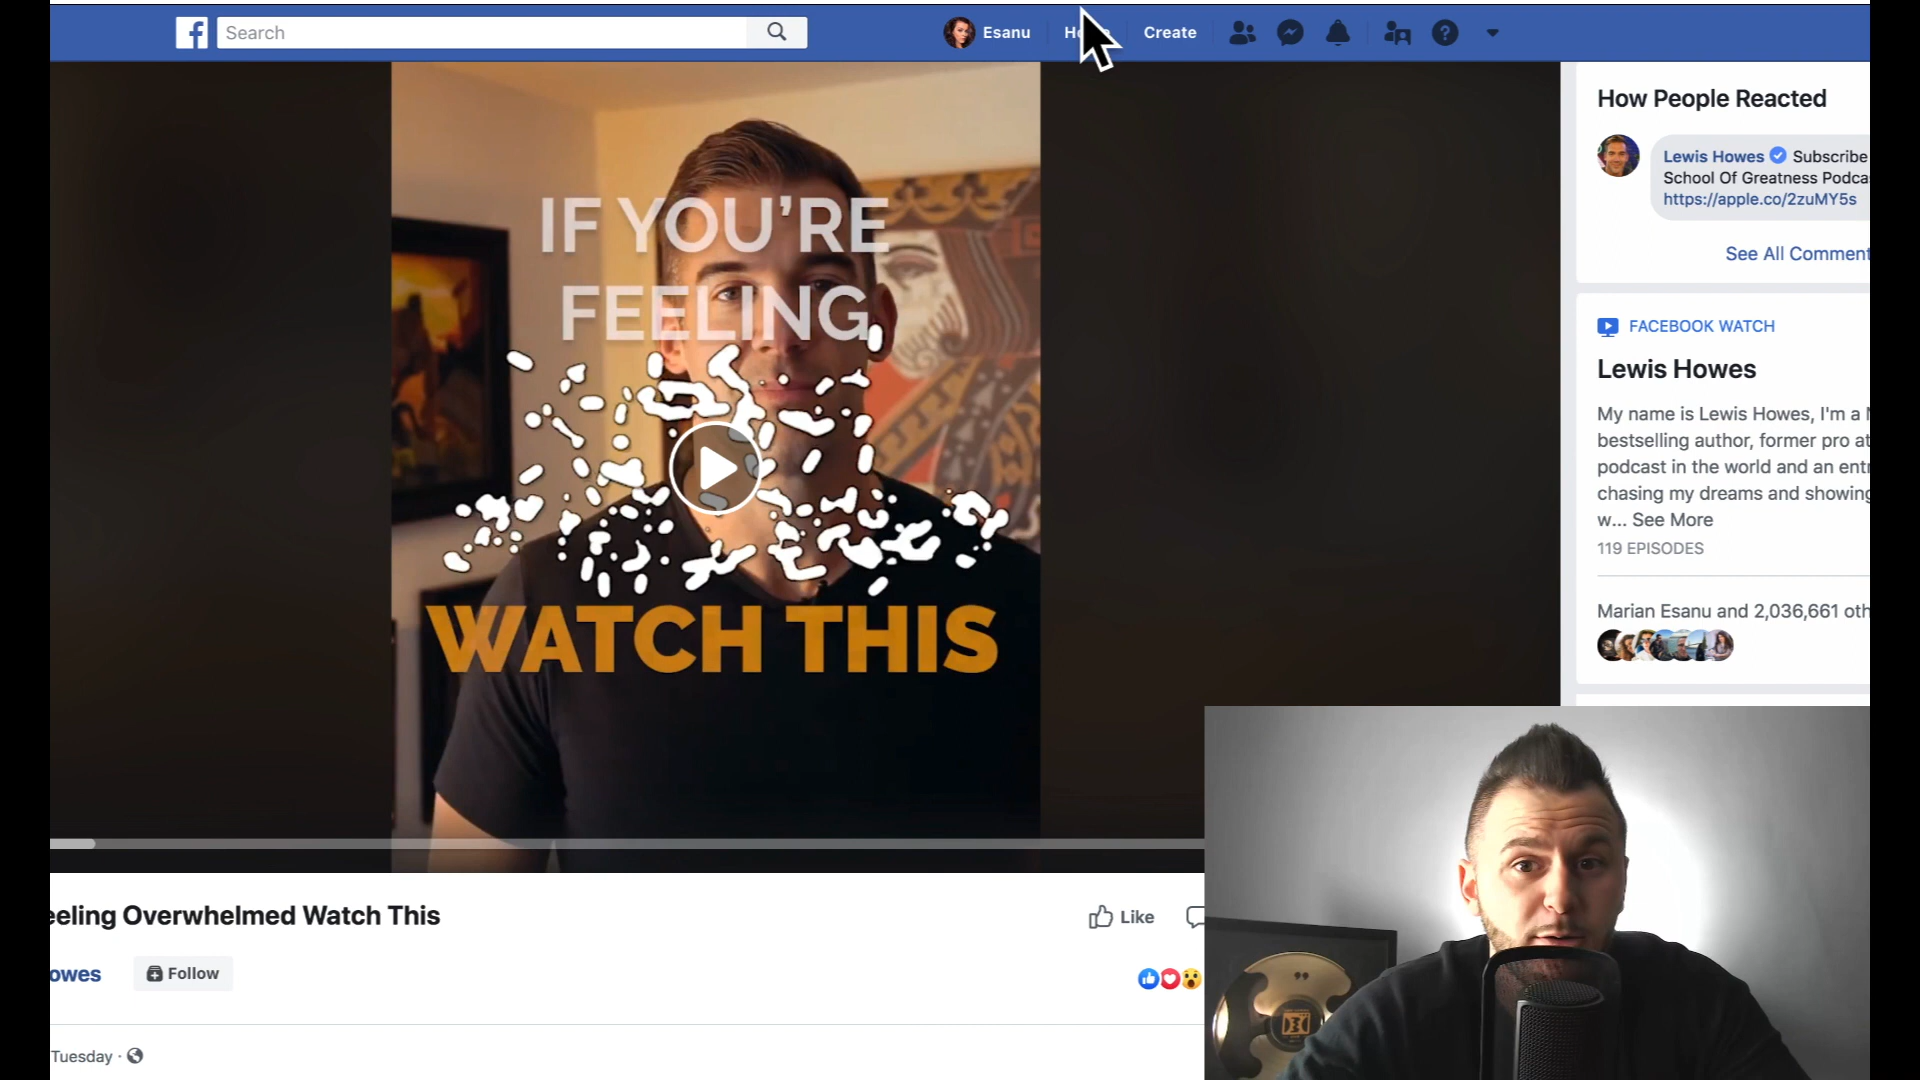 Search
Esanu
Create
IF YOU'RE
FEELING
WATCH THIS
How People Reacted
Lewis Howes Subscribe
School Of Greatness Podca
https://apple.co/2zuMY5s
See All Comment
FACEBOOK WATCH
Lewis Howes
My name is Lewis Howes, I'm a
bestselling author, former pro at
podcast in the world and an entr
chasing my dreams and showing
w... See More
119 EPISODES
Marian Esanu and 2,036,661 oth
eeling Overwhelmed Watch This
Like
owes
Follow
Tuesday ·